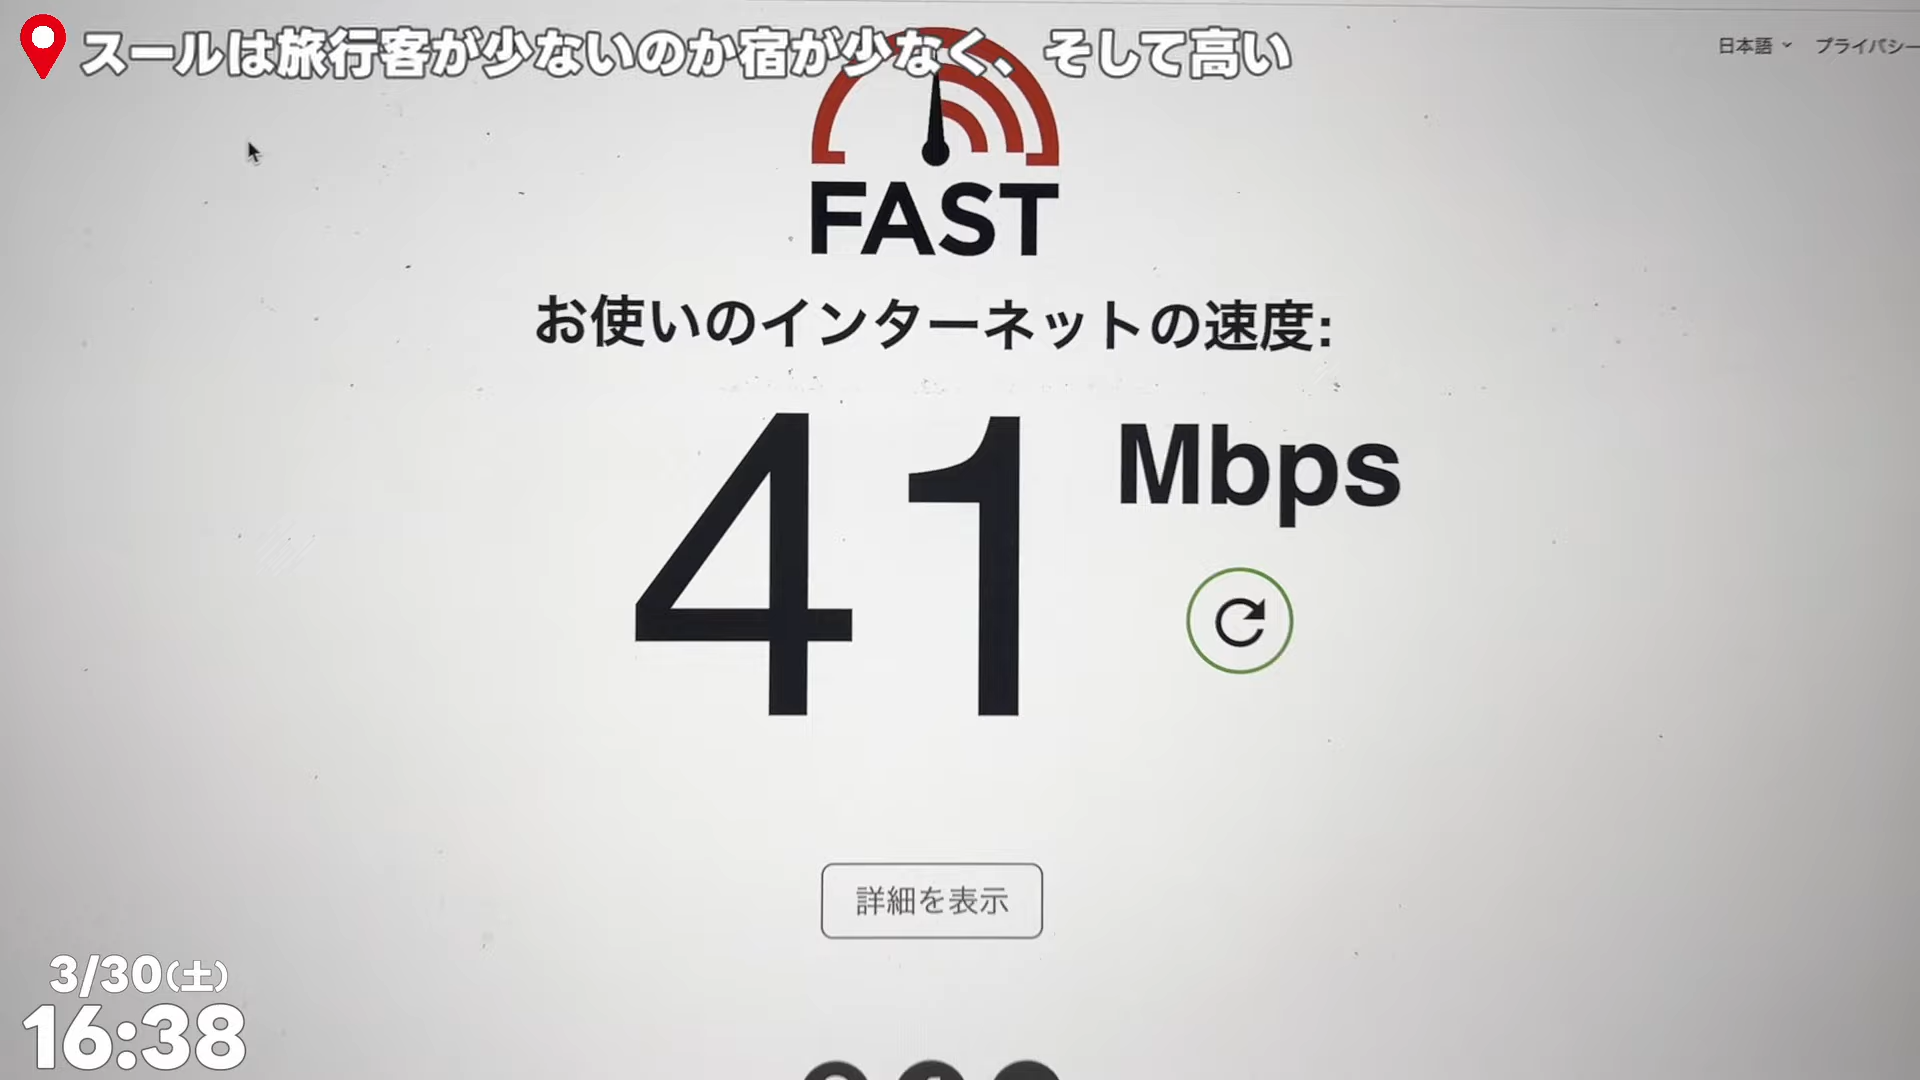 スールは旅行客が少ないのか宿が少なく、そして高い
日本語 プライバシー
FAST
お使いのインターネットの速度:
41 Mbps
詳細を表示
3/30(土)
16:38